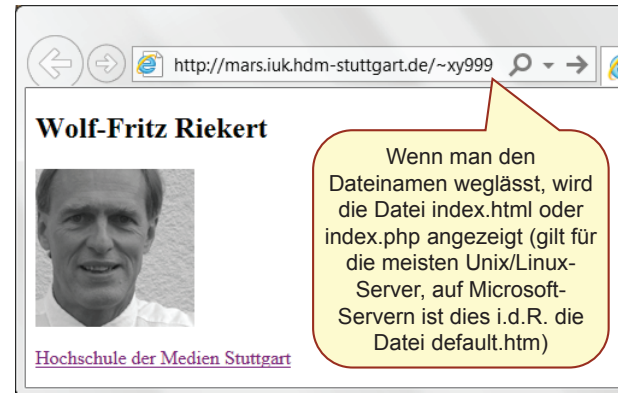 http://mars.iuk.hdm-stuttgart.de/~xy999
Wolf-Fritz Riekert
Wenn man den
Dateinamen weglässt, wird
die Datei index.html oder
index.php angezeigt (gilt für
die meisten Unix/Linux-
Server, auf Microsoft-
Servern ist dies i.d.R. die
Datei default.htm)
Hochschule der Medien Stuttgart